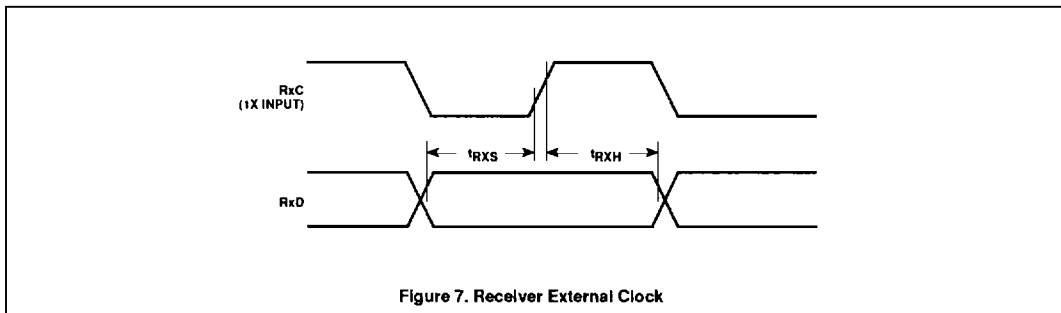 RxC
(1X INPUT)
tRXS
tRXH
RxD
Figure 7. Receiver External Clock